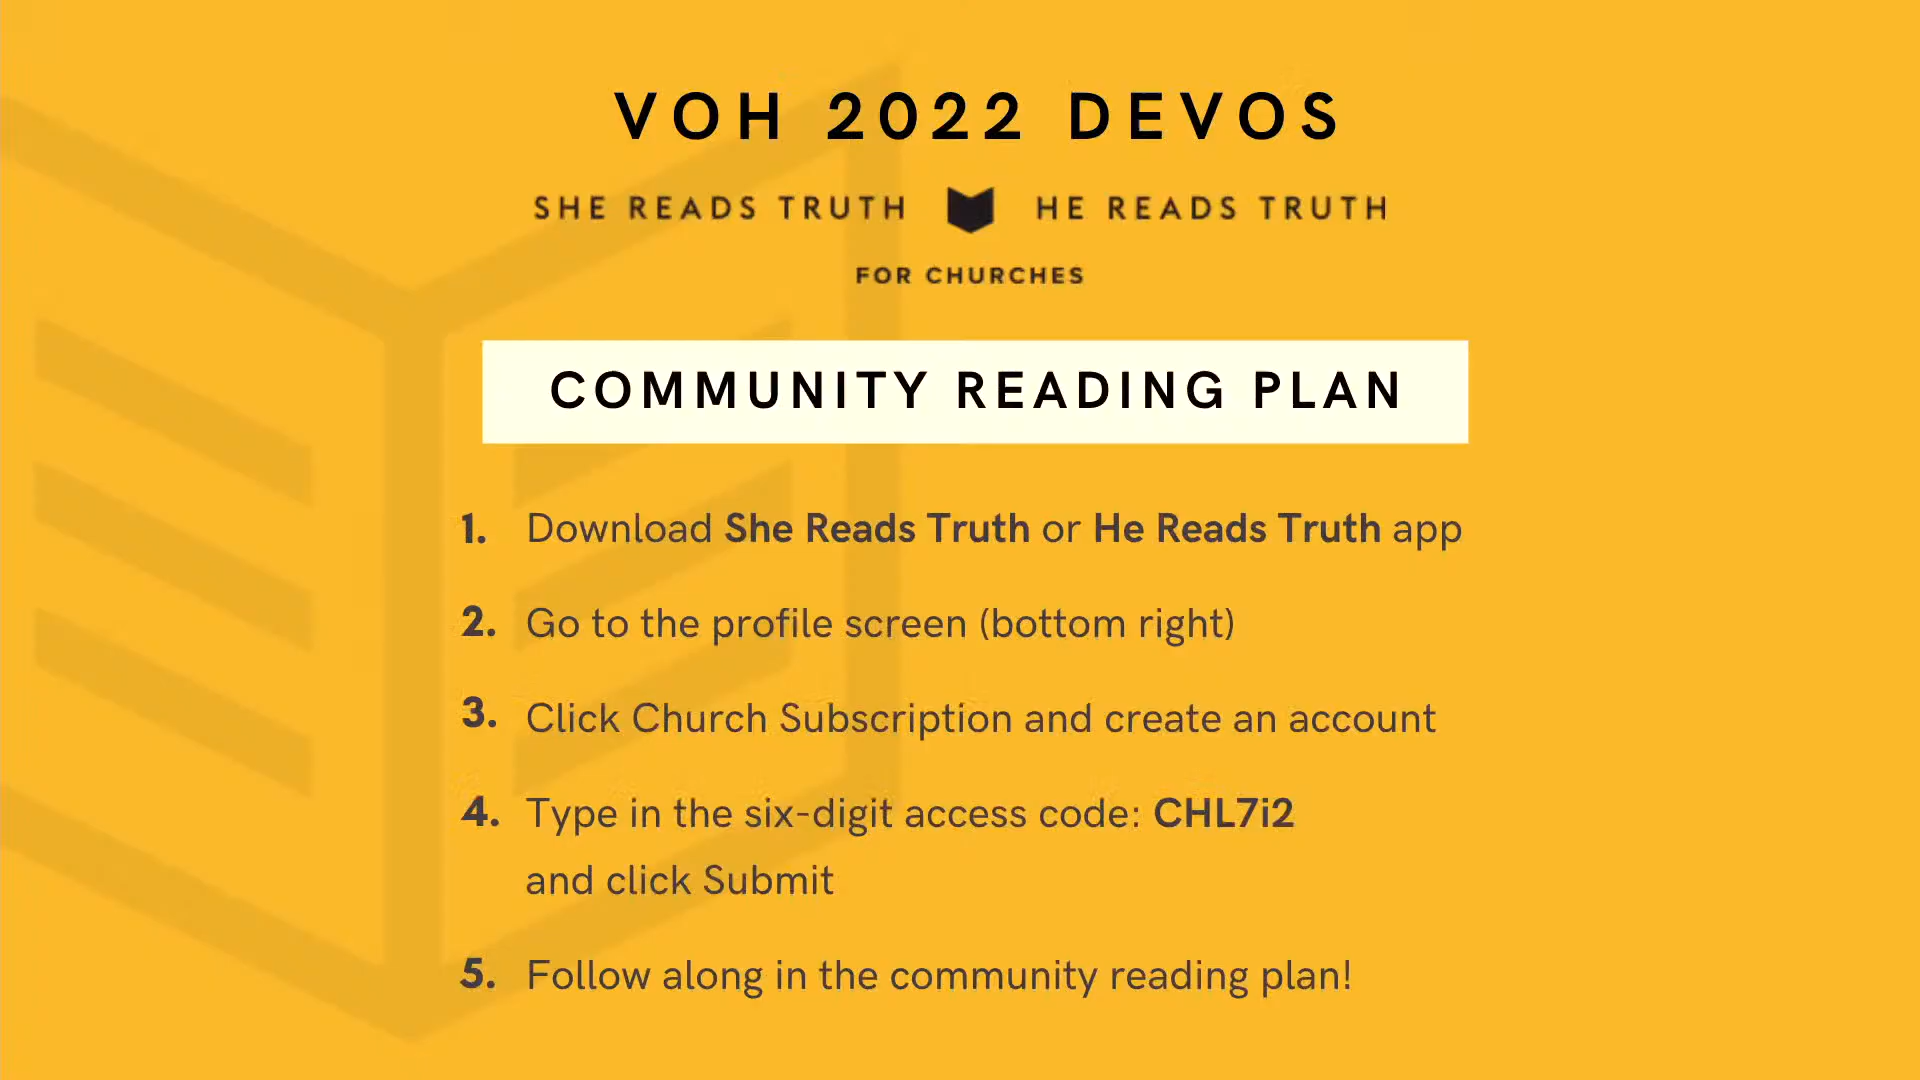 VOH 2022 DEVOS
SHE READS TRUTH HE READS TRUTH
FOR CHURCHES
COMMUNITY READING PLAN
1. Download She Reads Truth or He Reads Truth app
2. Go to the profile screen (bottom right)
3. Click Church Subscription and create an account
4. Type in the six-digit access code: CHL7i2
and click Submit
5. Follow along in the community reading plan!